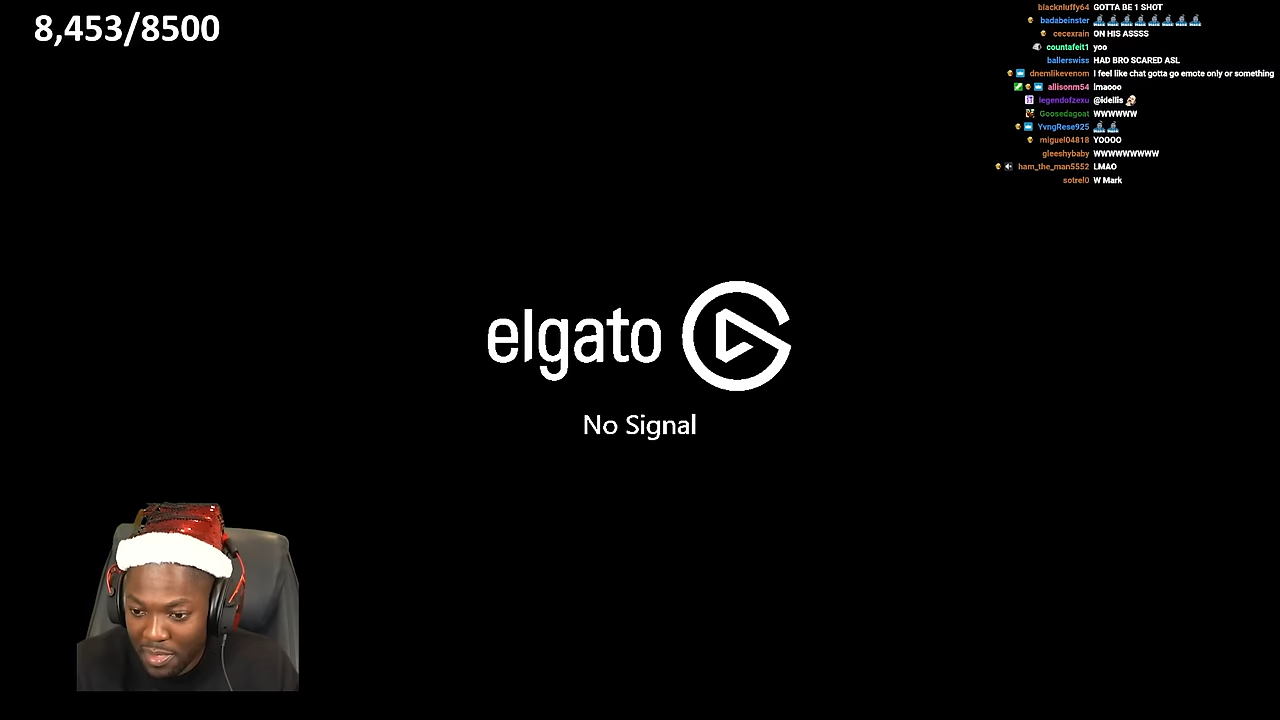 8,453/8500
blacknluffy64 GOTTA BE 1 SHOT
badabeinster
cecexrain ON HIS ASSSS
countafeit1 yoo
ballerswiss HAD BRO SCARED ASL
dnemlikevenom I feel like chat gotta go emote only or something
allisonm54 lmaooo
legendofzexu @idellis
Goosedagoat WWWWWW
YvngRese925
miguel04818 YOOOO
gleeshybaby WWWWWWWWW
ham_the_man5552 LMAO
sotrel0 W Mark
elgato
No Signal